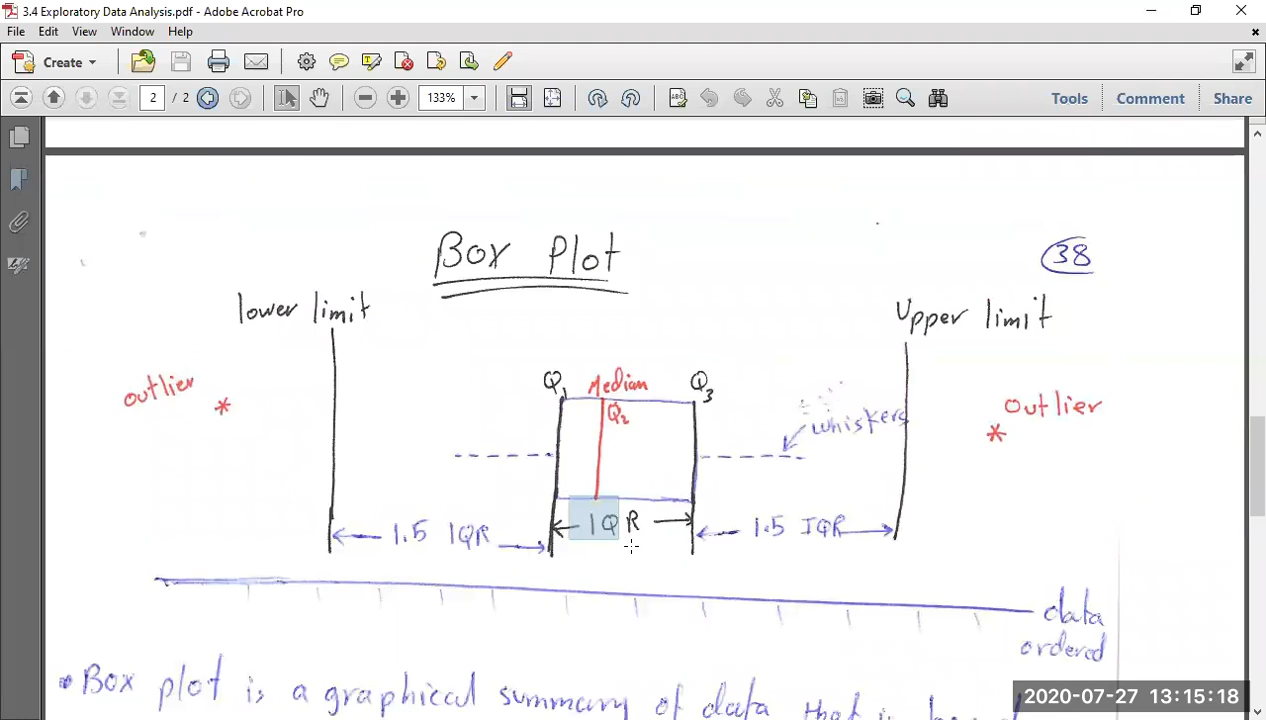 3.4 Exploratory Data Analysis.pdf - Adobe Acrobat Pro
File Edit View Window Help
Create
2 / 2
133%
Tools Comment Share
Box Plot
38
lower limit
Upper limit
outlier
*
Q1 Median Q3
Q2
whiskers
outlier
*
1.5 IQR
IQR
1.5 IQR
data
ordered
• Box plot is a graphical summary of data that is based
2020-07-27 13:15:18